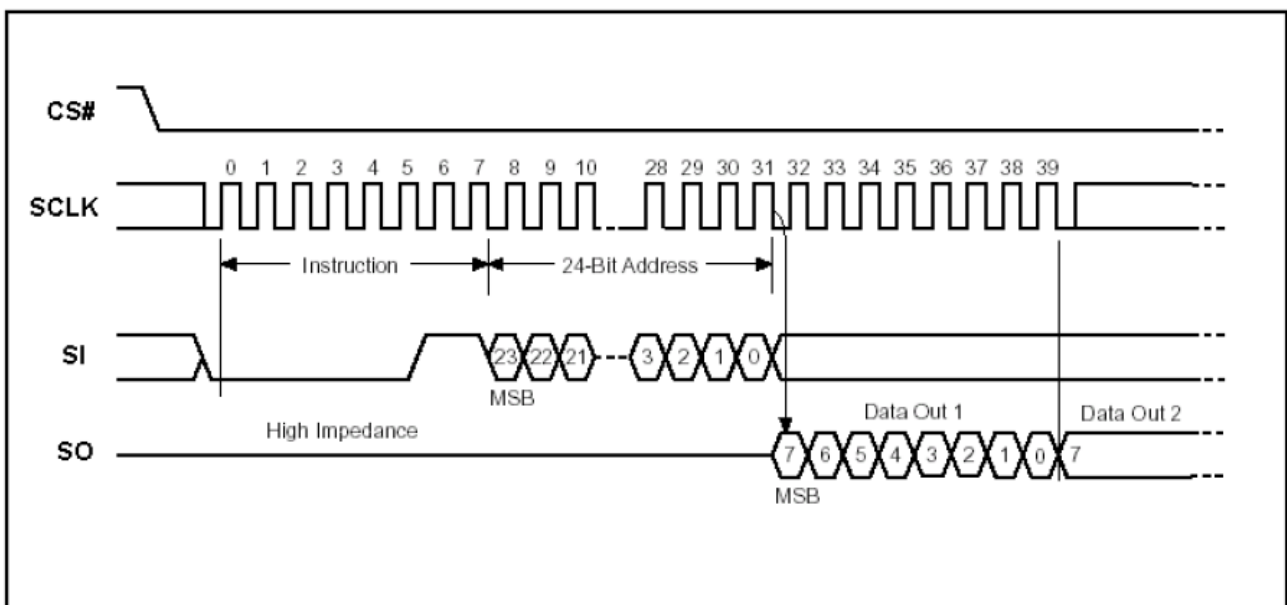 CS#
0 1 2 3 4 5 6 7 8 9 10 28 29 30 31 32 33 34 35 36 37 38 39
SCLK
Instruction 24-Bit Address
SI
23 22 21 3 2 1 0
MSB
Data Out 1 Data Out 2
High Impedance
SO
7 6 5 4 3 2 1 0 7
MSB